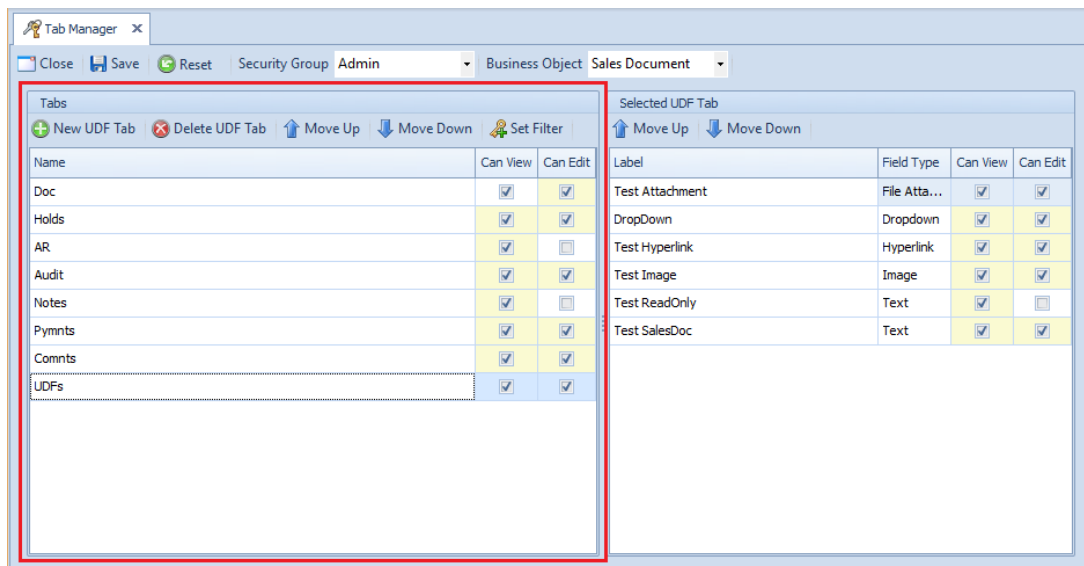 Tab Manager
Close Save Reset Security Group Admin Business Object Sales Document
Tabs
New UDF Tab Delete UDF Tab Move Up Move Down Set Filter
Name Can View Can Edit
Doc
Holds
AR
Audit
Notes
Pymnts
Comnts
UDFs
Selected UDF Tab
Move Up Move Down
Label Field Type Can View Can Edit
Test Attachment File Atta...
DropDown Dropdown
Test Hyperlink Hyperlink
Test Image Image
Test ReadOnly Text
Test SalesDoc Text